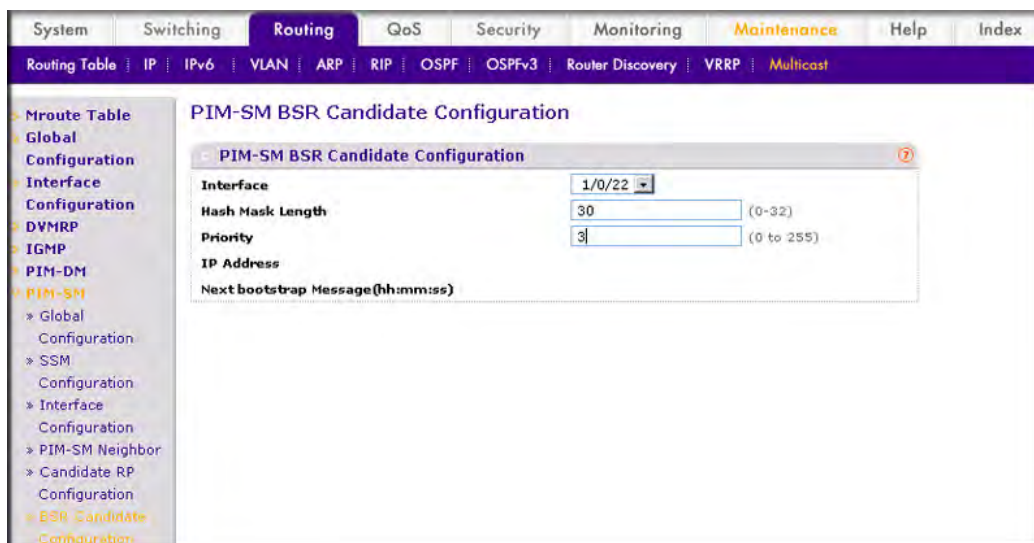 System Switching Routing QoS Security Monitoring Maintenance Help Index
Routing Table IP IPv6 VLAN ARP RIP OSPF OSPFv3 Router Discovery VRRP Multicast
Mroute Table
Global
Configuration
Interface
Configuration
DVMRP
IGMP
PIM-DM
PIM-SM
» Global
Configuration
» SSM
Configuration
» Interface
Configuration
» PIM-SM Neighbor
» Candidate RP
Configuration
» BSR Candidate
Configuration
PIM-SM BSR Candidate Configuration
PIM-SM BSR Candidate Configuration ?
Interface 1/0/22
Hash Mask Length 30 (0-32)
Priority 3 (0 to 255)
IP Address
Next bootstrap Message(hh:mm:ss)